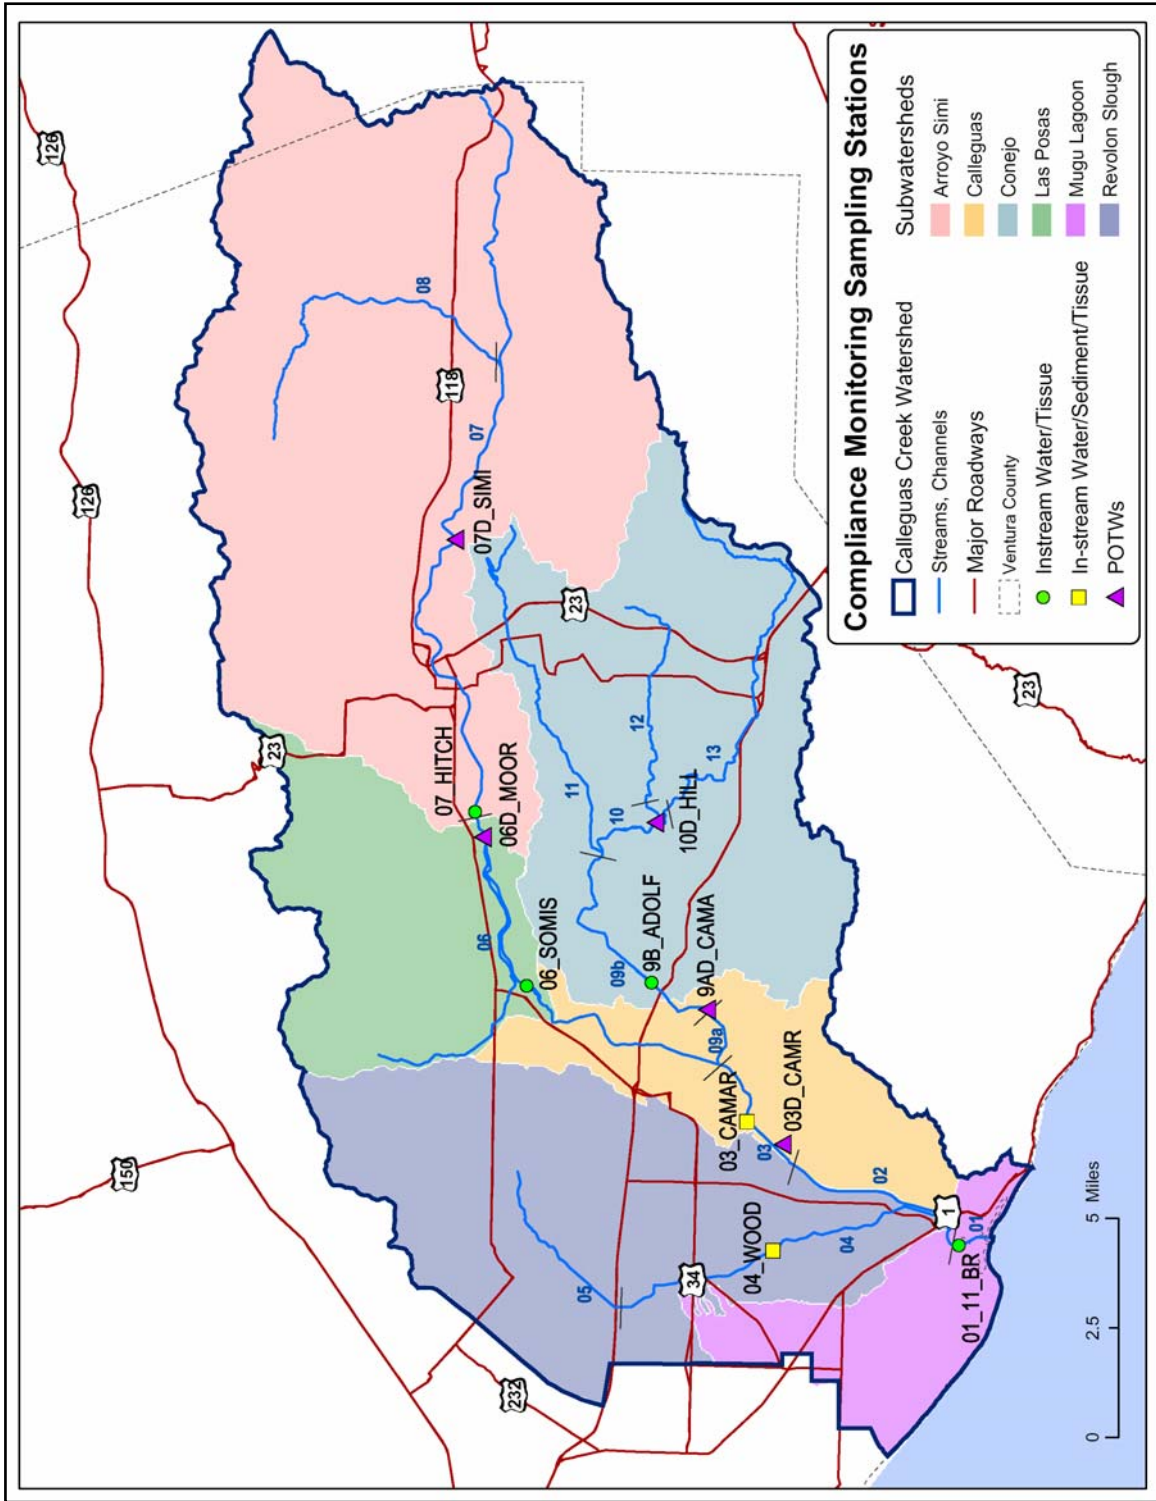 Compliance Monitoring Sampling Stations
Calleguas Creek Watershed
Streams, Channels
Major Roadways
Ventura County
Instream Water/Tissue
In-stream Water/Sediment/Tissue
POTWs
Subwatersheds
Arroyo Simi
Calleguas
Conejo
Las Posas
Mugu Lagoon
Revolon Slough
126
126
150
232
23
118
23
23
34
1
08
07
07D_SIMI
07_HITCH
06D_MOOR
06
06_SOMIS
11
12
13
10
10D_HILL
09b
9B_ADOLF
9AD_CAMA
09a
03_CAMAR
03
03D_CAMR
02
05
04_WOOD
04
01
01_11_BR
0 2.5 5 Miles